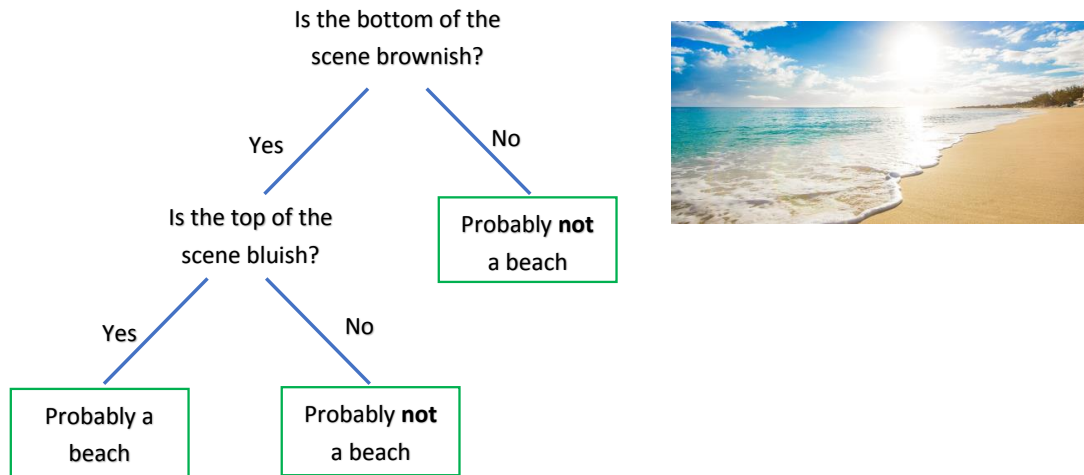 Is the bottom of the
scene brownish?
Yes
No
Is the top of the
scene bluish?
Probably not
a beach
Yes
No
Probably a
beach
Probably not
a beach